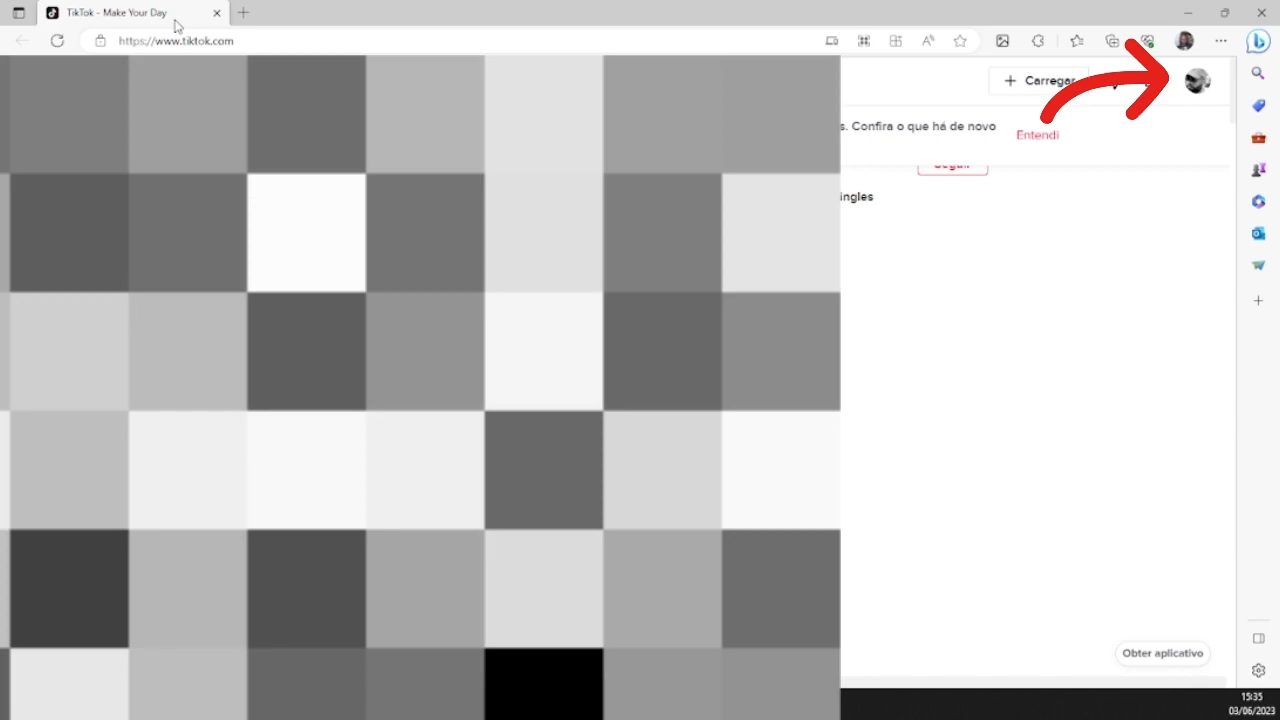 TikTok - Make Your Day
https://www.tiktok.com
Carregar
s. Confira o que há de novo
Entendi
Seguir
ingles
Obter aplicativo
15:35
03/06/2023